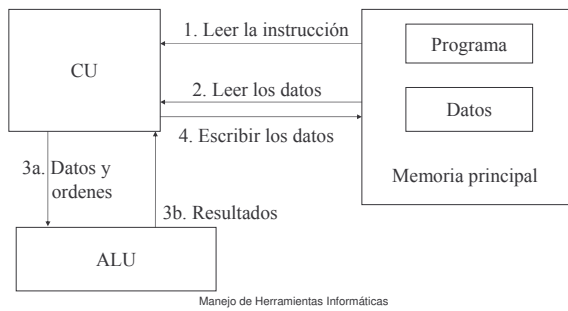 1. Leer la instrucción
Programa
CU
2. Leer los datos
Datos
4. Escribir los datos
3a. Datos y
ordenes
Memoria principal
3b. Resultados
ALU
Manejo de Herramientas Informáticas